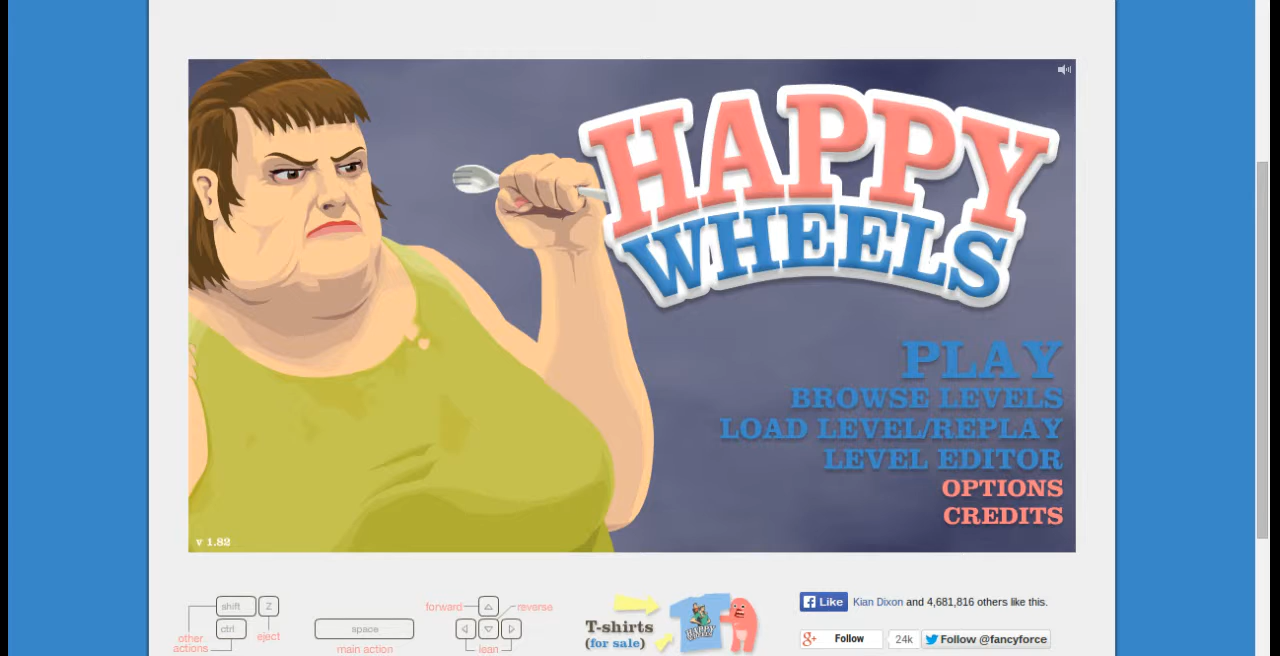 HAPPY
WHEELS
PLAY
BROWSE LEVELS
LOAD LEVEL/REPLAY
LEVEL EDITOR
OPTIONS
CREDITS
v 1.82
shift
Z
ctrl
other
actions
eject
space
main action
forward
reverse
lean
T-shirts
(for sale)
HAPPY
WHEELS
Like
Kian Dixon and 4,681,816 others like this.
g+
Follow
24k
Follow @fancyforce